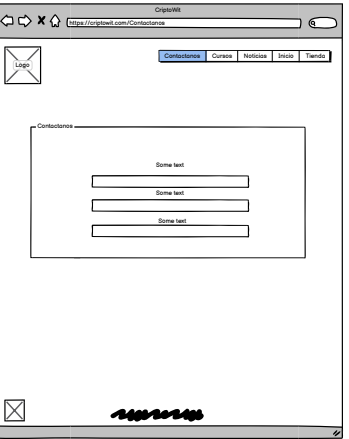 CriptoWit
https://criptowit.com/Contactanos
Logo
Contactanos Cursos Noticias Inicio Tienda
Contactanos
Some text
Some text
Some text